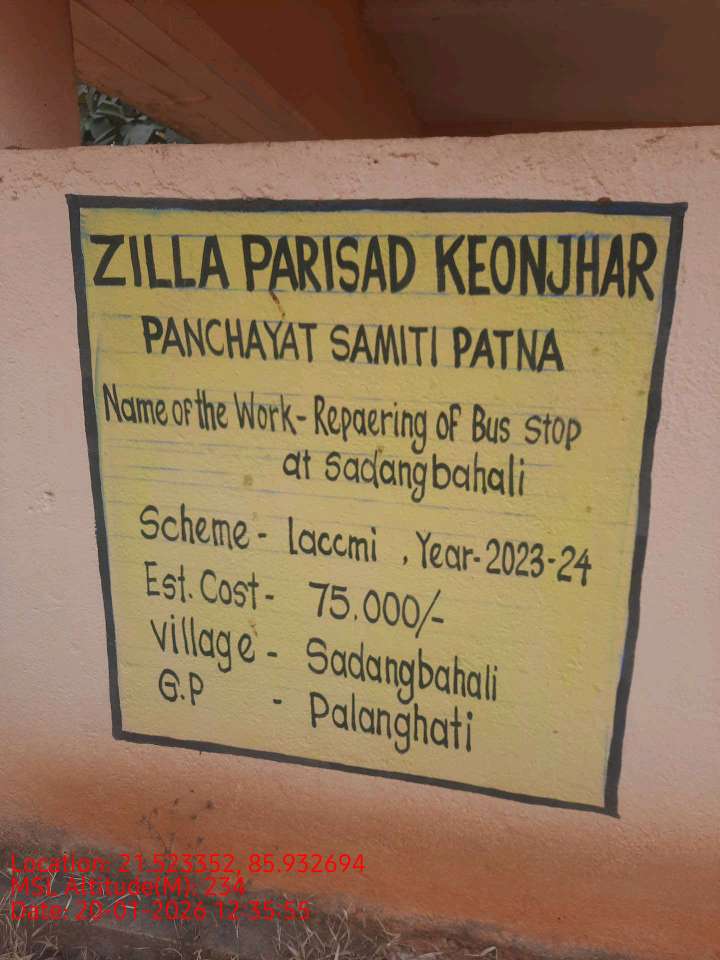 ZILLA PARISAD KEONJHAR
PANCHAYAT SAMITI PATNA
Name of the Work - Repaering of Bus stop
at Sadangbahali
Scheme - laccmi , Year-2023-24
Est. Cost - 75.000/-
village - Sadangbahali
G.P - Palanghati
Location: 21.523352, 85.932694
MSL Altitude(M): 234
Date: 20-01-2026 12:35:55